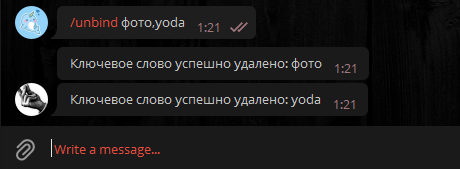 /unbind фото,yoda 1:21
Ключевое слово успешно удалено: фото 1:21
Ключевое слово успешно удалено: yoda 1:21
Write a message...